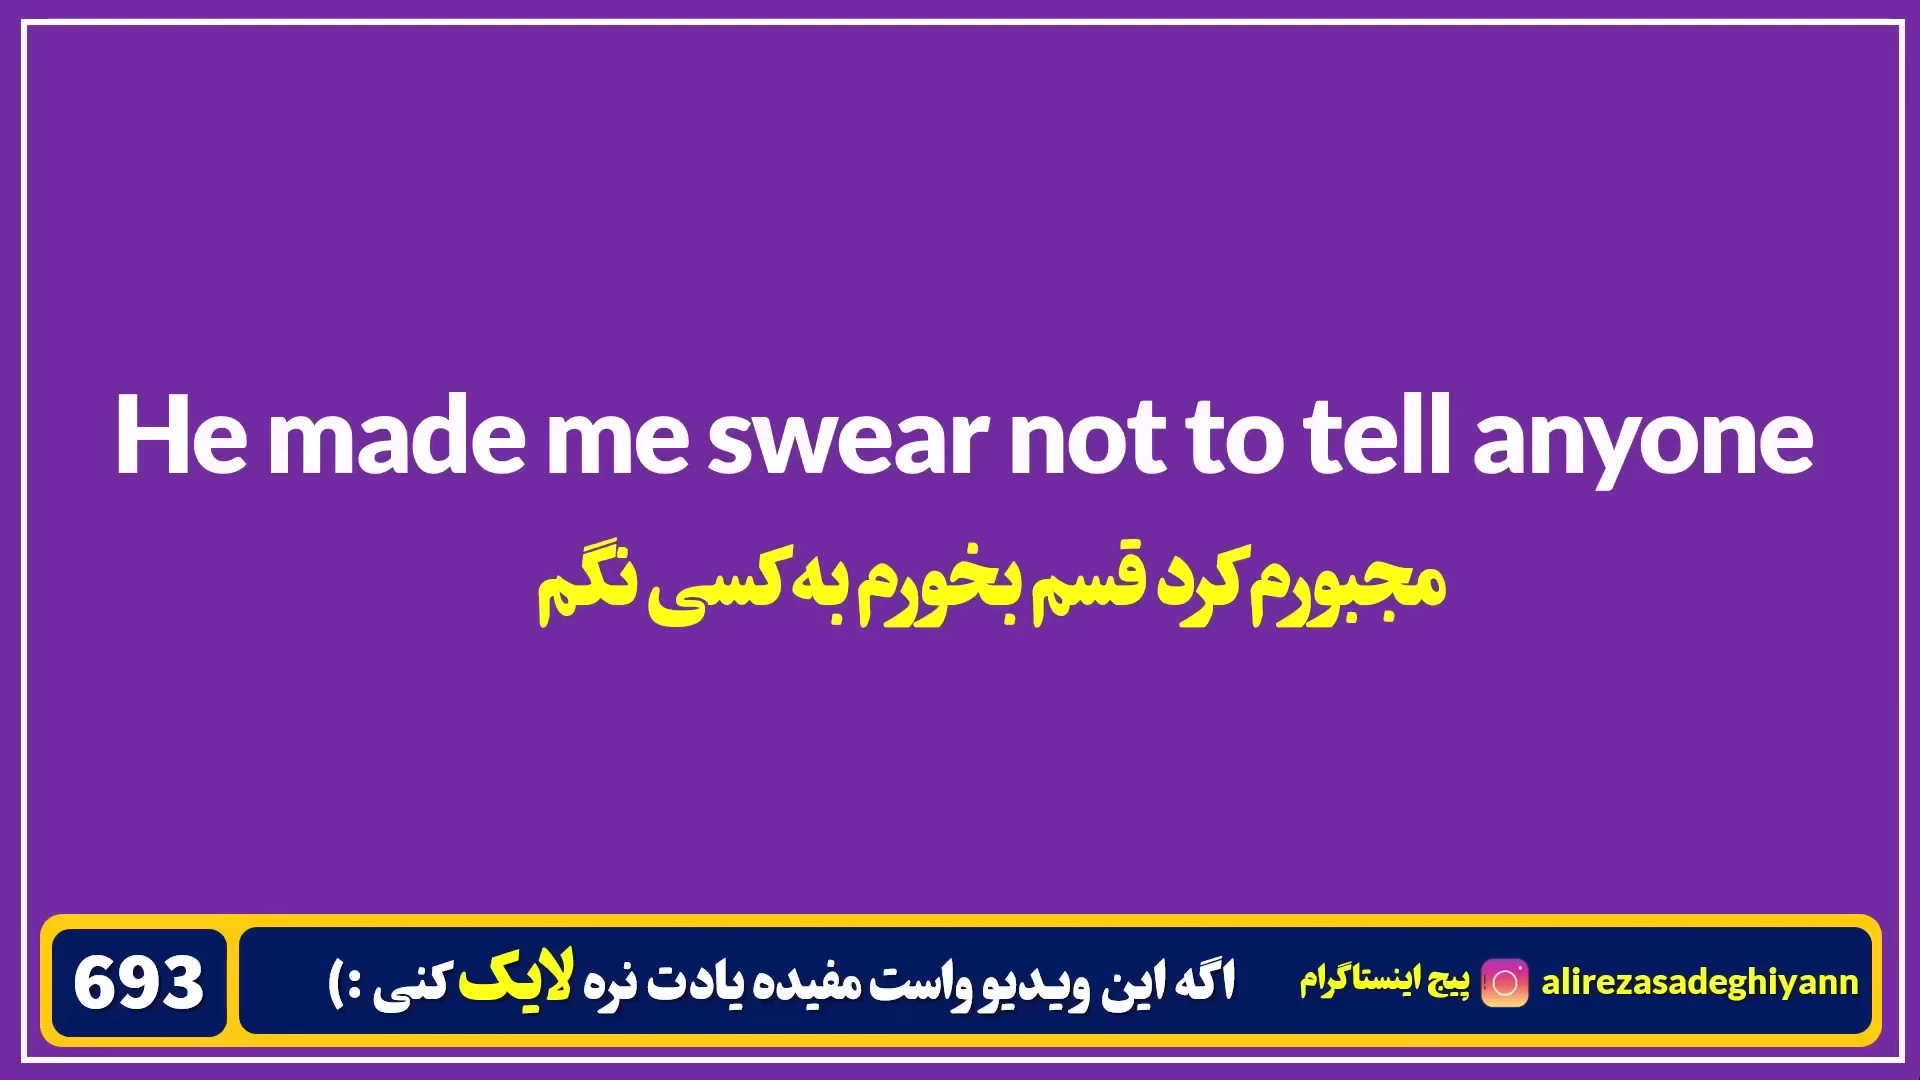 He made me swear not to tell anyone
مجبورم کرد قسم بخورم به کسی نگم
693
اگه این ویدیو واست مفیده یادت نره لایک کنی :)
پیج اینستاگرام
alirezasadeghiyann